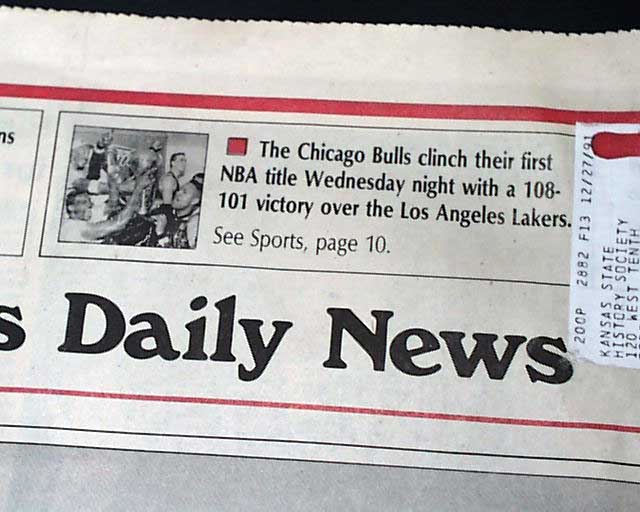 ns
The Chicago Bulls clinch their first
NBA title Wednesday night with a 108-
101 victory over the Los Angeles Lakers.
See Sports, page 10.
s Daily News
200P 2882 F13 12/27/91
KANSAS STATE
HISTORY SOCIETY
120 WEST TENTH